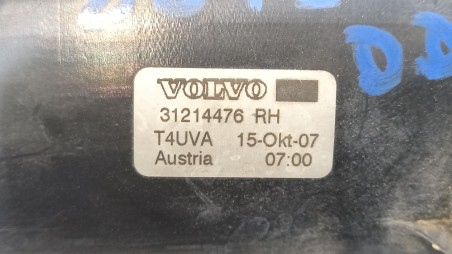 VOLVO
31214476 RH
T4UVA 15-Okt-07
Austria 07:00